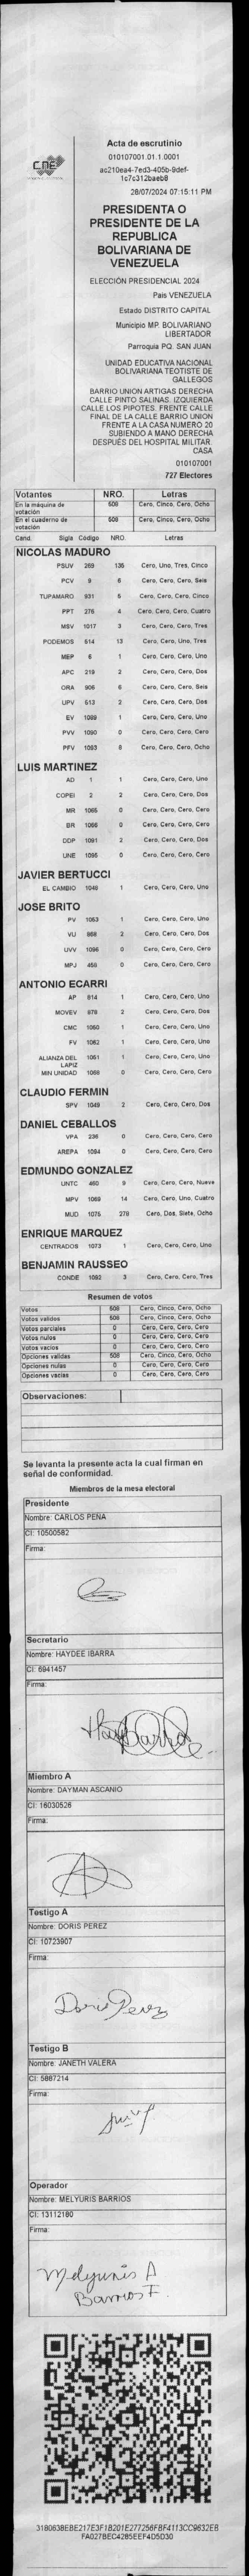 CNE
Acta de escrutinio
010107001.01.1.0001
ac210ea4-7ed3-405b-9def-
1c7c312baeb8
28/07/2024 07:15:11 PM
PRESIDENTA O
PRESIDENTE DE LA
REPUBLICA
BOLIVARIANA DE
VENEZUELA
ELECCIÓN PRESIDENCIAL 2024
País VENEZUELA
Estado DISTRITO CAPITAL
Municipio MP. BOLIVARIANO
LIBERTADOR
Parroquia PQ. SAN JUAN
UNIDAD EDUCATIVA NACIONAL
BOLIVARIANA TEOTISTE DE
GALLEGOS
BARRIO UNION ARTIGAS DERECHA
CALLE PINTO SALINAS. IZQUIERDA
CALLE LOS PIPOTES. FRENTE CALLE
FINAL DE LA CALLE BARRIO UNION
FRENTE A LA CASA NUMERO 20
SUBIENDO A MANO DERECHA
DESPUÉS DEL HOSPITAL MILITAR.
CASA
010107001
727 Electores
Votantes NRO. Letras
En la máquina de votación 508 Cero, Cinco, Cero, Ocho
En el cuaderno de votación 508 Cero, Cinco, Cero, Ocho
Cand. Sigla Código NRO. Letras
NICOLAS MADURO
PSUV 269 135 Cero, Uno, Tres, Cinco
PCV 9 6 Cero, Cero, Cero, Seis
TUPAMARO 931 5 Cero, Cero, Cero, Cinco
PPT 276 4 Cero, Cero, Cero, Cuatro
MSV 1017 3 Cero, Cero, Cero, Tres
PODEMOS 514 13 Cero, Cero, Uno, Tres
MEP 6 1 Cero, Cero, Cero, Uno
APC 219 2 Cero, Cero, Cero, Dos
ORA 906 6 Cero, Cero, Cero, Seis
UPV 613 2 Cero, Cero, Cero, Dos
EV 1089 1 Cero, Cero, Cero, Uno
PVV 1090 0 Cero, Cero, Cero, Cero
PFV 1093 8 Cero, Cero, Cero, Ocho
LUIS MARTINEZ
AD 1 1 Cero, Cero, Cero, Uno
COPEI 2 2 Cero, Cero, Cero, Dos
MR 1065 0 Cero, Cero, Cero, Cero
BR 1066 0 Cero, Cero, Cero, Cero
DDP 1091 2 Cero, Cero, Cero, Dos
UNE 1095 0 Cero, Cero, Cero, Cero
JAVIER BERTUCCI
EL CAMBIO 1046 1 Cero, Cero, Cero, Uno
JOSE BRITO
PV 1053 1 Cero, Cero, Cero, Uno
VU 868 2 Cero, Cero, Cero, Dos
UVV 1096 0 Cero, Cero, Cero, Cero
MPJ 458 0 Cero, Cero, Cero, Cero
ANTONIO ECARRI
AP 814 1 Cero, Cero, Cero, Uno
MOVEV 978 2 Cero, Cero, Cero, Dos
CMC 1060 1 Cero, Cero, Cero, Uno
FV 1062 1 Cero, Cero, Cero, Uno
ALIANZA DEL LAPIZ 1051 1 Cero, Cero, Cero, Uno
MIN UNIDAD 1068 0 Cero, Cero, Cero, Cero
CLAUDIO FERMIN
SPV 1049 2 Cero, Cero, Cero, Dos
DANIEL CEBALLOS
VPA 236 0 Cero, Cero, Cero, Cero
AREPA 1094 0 Cero, Cero, Cero, Cero
EDMUNDO GONZALEZ
UNTC 460 9 Cero, Cero, Cero, Nueve
MPV 1069 14 Cero, Cero, Uno, Cuatro
MUD 1075 278 Cero, Dos, Siete, Ocho
ENRIQUE MARQUEZ
CENTRADOS 1073 1 Cero, Cero, Cero, Uno
BENJAMIN RAUSSEO
CONDE 1092 3 Cero, Cero, Cero, Tres
Resumen de votos
Votos 508 Cero, Cinco, Cero, Ocho
Votos validos 508 Cero, Cinco, Cero, Ocho
Votos parciales 0 Cero, Cero, Cero, Cero
Votos nulos 0 Cero, Cero, Cero, Cero
Votos vacios 0 Cero, Cero, Cero, Cero
Opciones validas 508 Cero, Cinco, Cero, Ocho
Opciones nulas 0 Cero, Cero, Cero, Cero
Opciones vacias 0 Cero, Cero, Cero, Cero
Observaciones:
Se levanta la presente acta la cual firman en
señal de conformidad.
Miembros de la mesa electoral
Presidente
Nombre: CARLOS PEÑA
CI: 10500582
Firma:
Secretario
Nombre: HAYDEE IBARRA
CI: 6941457
Firma:
Miembro A
Nombre: DAYMAN ASCANIO
CI: 16030526
Firma:
Testigo A
Nombre: DORIS PEREZ
CI: 10723907
Firma:
Doris Perez
Testigo B
Nombre: JANETH VALERA
CI: 5887214
Firma:
Operador
Nombre: MELYURIS BARRIOS
CI: 13112180
Firma:
Melyuris A
Barrios F.
318063BEBE217E3F1B201E277256FBF4113CC9632EB
FA027BEC4285EEF4D5D30